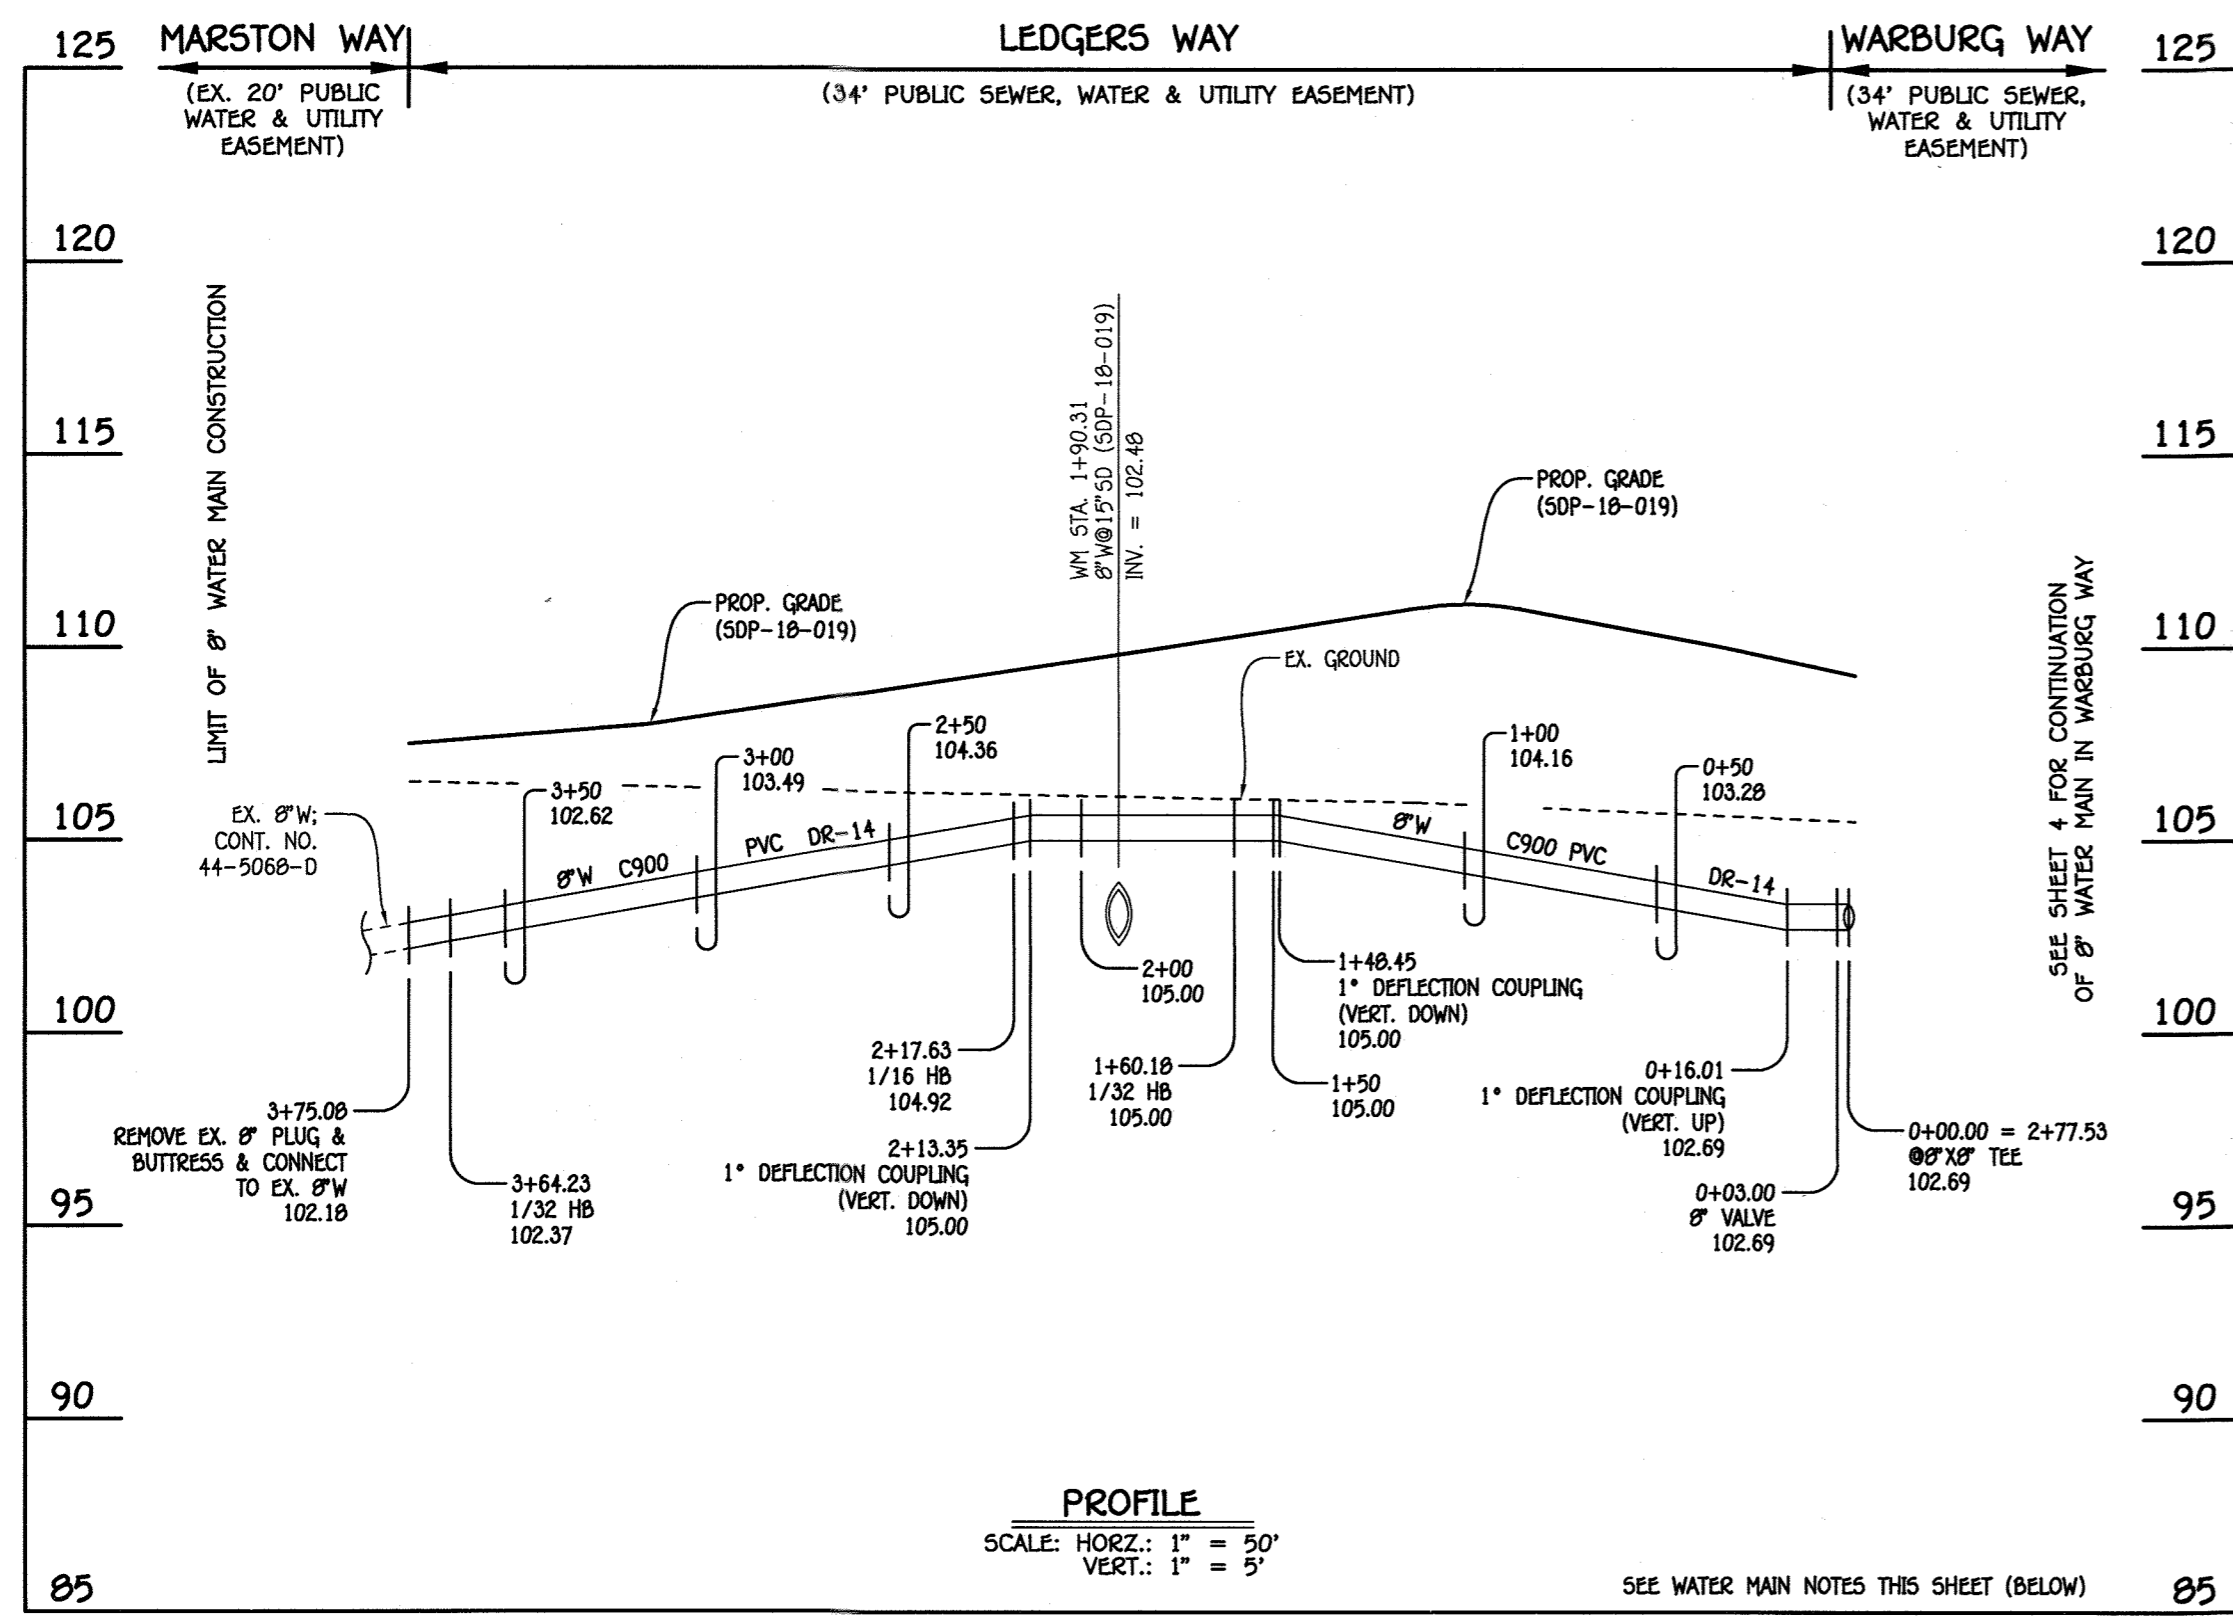 MARSTON WAY
(EX. 20' PUBLIC
WATER & UTILITY
EASEMENT)
LEDGERS WAY
(34' PUBLIC SEWER, WATER & UTILITY EASEMENT)
WARBURG WAY
(34' PUBLIC SEWER,
WATER & UTILITY
EASEMENT)
125
120
115
110
105
100
95
90
85
125
120
115
110
105
100
95
90
85
LIMIT OF 8" WATER MAIN CONSTRUCTION
WM STA. 1+90.31
8"W@15"SD (SDP-18-019)
INV. = 102.48
PROP. GRADE
(SDP-18-019)
PROP. GRADE
(SDP-18-019)
EX. GROUND
SEE SHEET 4 FOR CONTINUATION
OF 8" WATER MAIN IN WARBURG WAY
EX. 8"W;
CONT. NO.
44-5068-D
3+50
102.62
3+00
103.49
2+50
104.36
1+00
104.16
0+50
103.28
8"W C900 PVC DR-14
8"W C900 PVC DR-14
2+00
105.00
1+48.45
1° DEFLECTION COUPLING
(VERT. DOWN)
105.00
2+17.63
1/16 HB
104.92
1+60.18
1/32 HB
105.00
1+50
105.00
0+16.01
1° DEFLECTION COUPLING
(VERT. UP)
102.69
3+75.08
REMOVE EX. 8" PLUG &
BUTTRESS & CONNECT
TO EX. 8"W
102.18
3+64.23
1/32 HB
102.37
2+13.35
1° DEFLECTION COUPLING
(VERT. DOWN)
105.00
0+00.00 = 2+77.53
@8"X8" TEE
102.69
0+03.00
8" VALVE
102.69
PROFILE
SCALE: HORZ.: 1" = 50'
VERT.: 1" = 5'
SEE WATER MAIN NOTES THIS SHEET (BELOW)